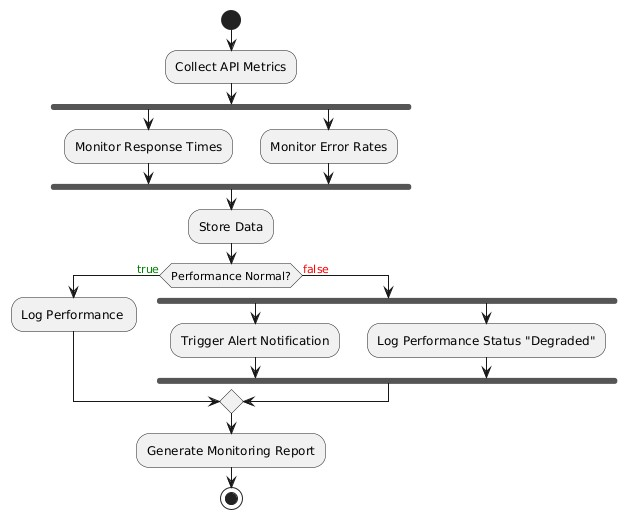 Collect API Metrics
Monitor Response Times
Monitor Error Rates
Store Data
Performance Normal?
true
false
Log Performance
Trigger Alert Notification
Log Performance Status "Degraded"
Generate Monitoring Report